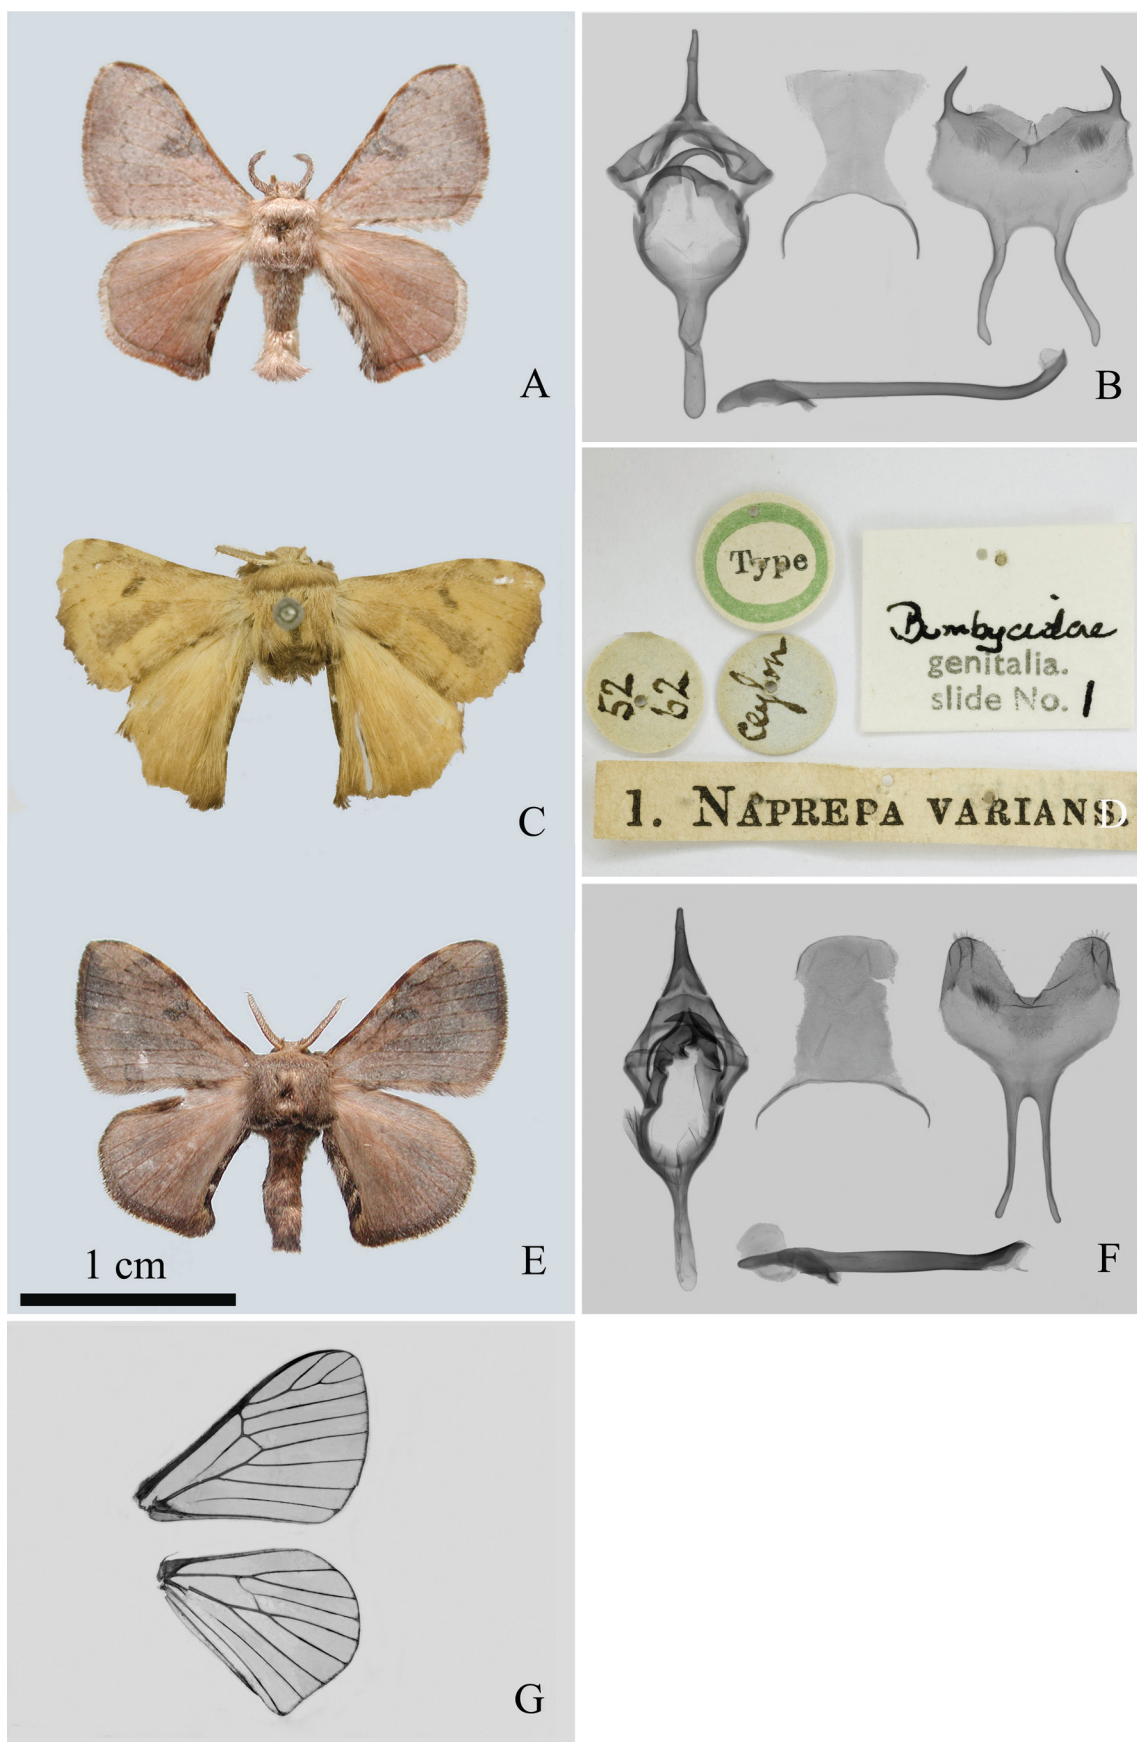 A
B
C
Type
52
62
Ceylon
Bombycidae
genitalia.
slide No. 1
1. NAPREPA VARIANS.
D
E
1 cm
F
G